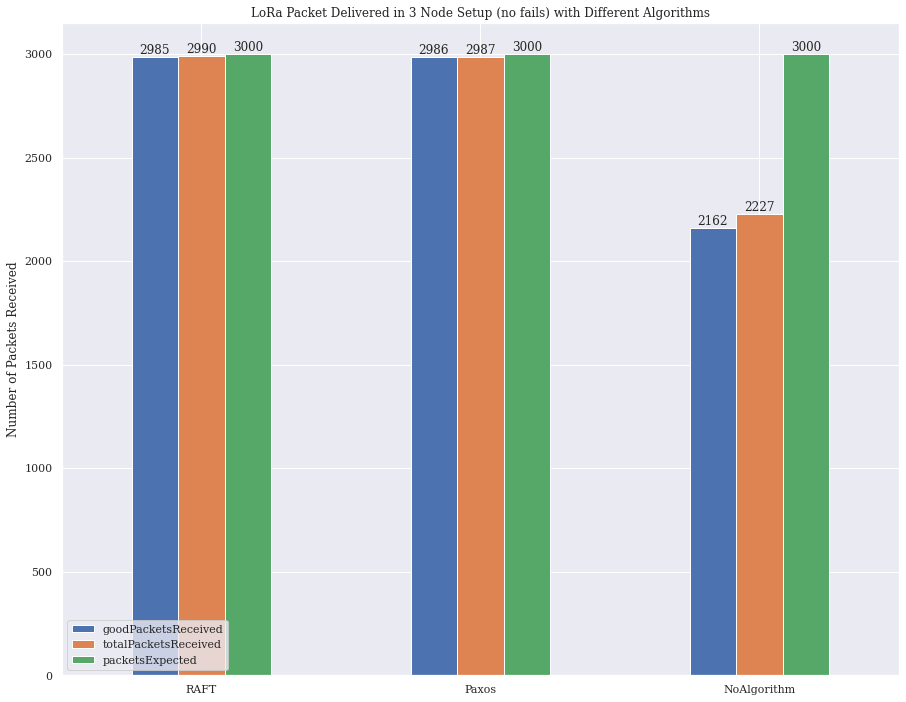 LoRa Packet Delivered in 3 Node Setup (no fails) with Different Algorithms
Number of Packets Received
3000
2500
2000
1500
1000
500
0
2985 2990 3000
2986 2987 3000
2162 2227 3000
goodPacketsReceived
totalPacketsReceived
packetsExpected
RAFT Paxos NoAlgorithm